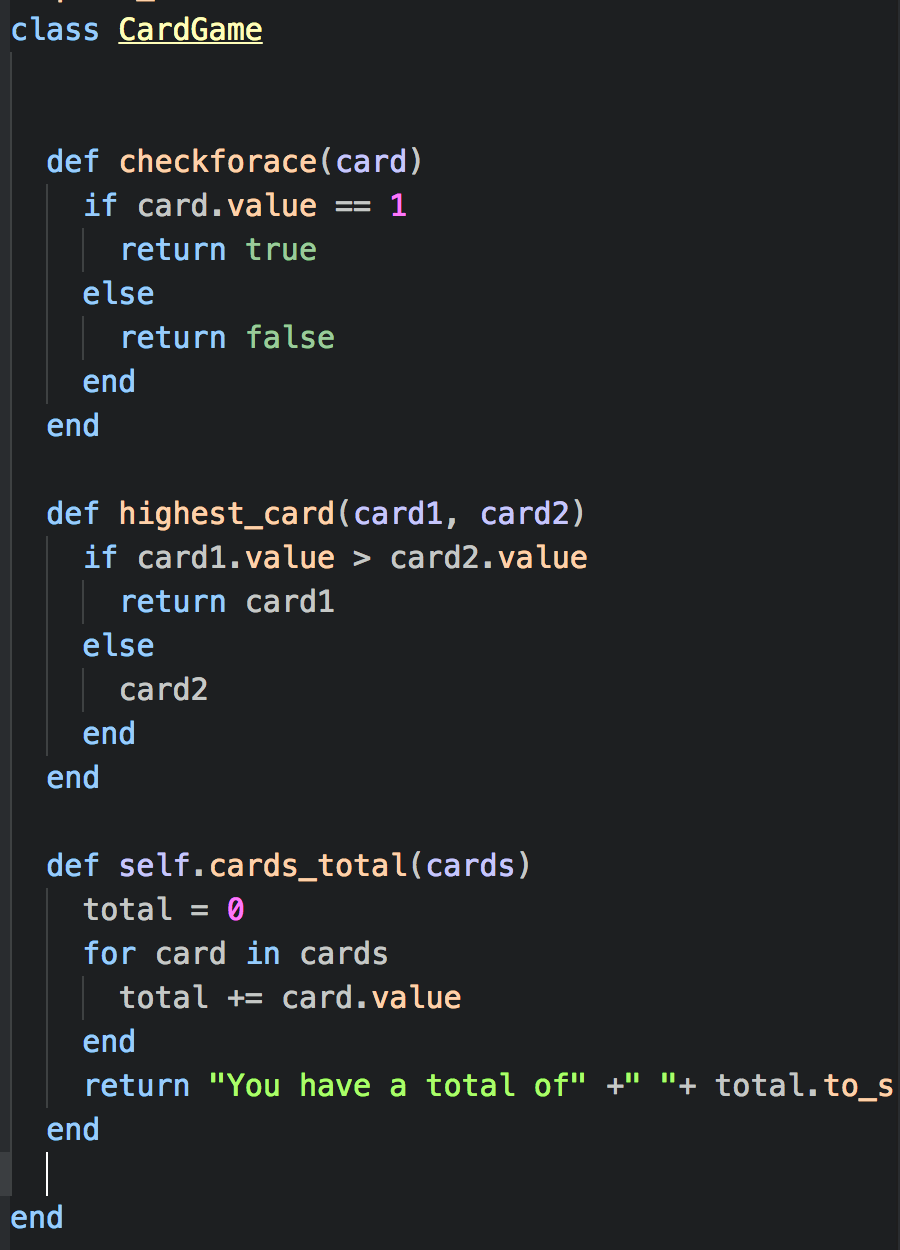 class CardGame
def checkforace(card)
if card.value == 1
return true
else
return false
end
end
def highest_card(card1, card2)
if card1.value > card2.value
return card1
else
card2
end
end
def self.cards_total(cards)
total = 0
for card in cards
total += card.value
end
return "You have a total of" +" "+ total.to_s
end
end